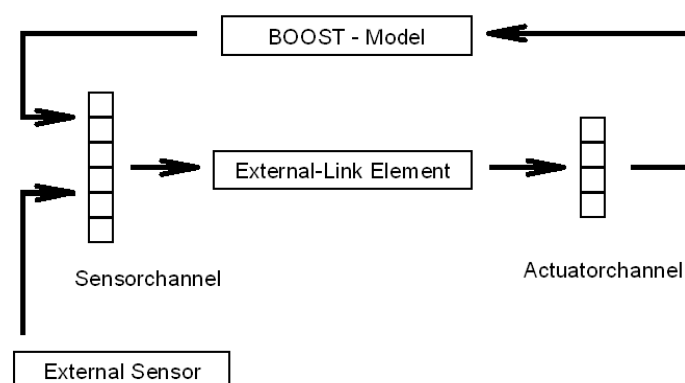 BOOST - Model
External-Link Element
Sensorchannel
Actuatorchannel
External Sensor